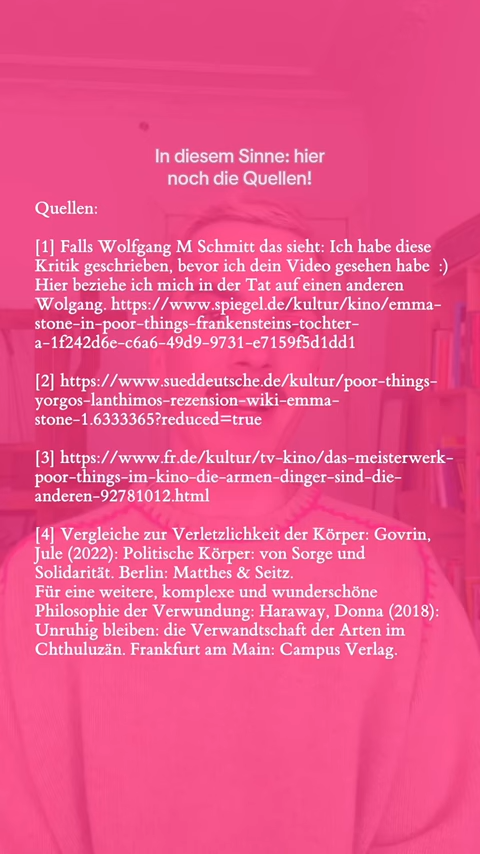 In diesem Sinne: hier
noch die Quellen!
Quellen:
[1] Falls Wolfgang M Schmitt das sieht: Ich habe diese
Kritik geschrieben, bevor ich dein Video gesehen habe :)
Hier beziehe ich mich in der Tat auf einen anderen
Wolgang. https://www.spiegel.de/kultur/kino/emma-
stone-in-poor-things-frankensteins-tochter-
a-1f242d6e-c6a6-49d9-9731-e7159f5d1dd1
[2] https://www.sueddeutsche.de/kultur/poor-things-
yorgos-lanthimos-rezension-wiki-emma-
stone-1.6333365?reduced=true
[3] https://www.fr.de/kultur/tv-kino/das-meisterwerk-
poor-things-im-kino-die-armen-dinger-sind-die-
anderen-92781012.html
[4] Vergleiche zur Verletzlichkeit der Körper: Govrin,
Jule (2022): Politische Körper: von Sorge und
Solidarität. Berlin: Matthes & Seitz.
Für eine weitere, komplexe und wunderschöne
Philosophie der Verwundung: Haraway, Donna (2018):
Unruhig bleiben: die Verwandtschaft der Arten im
Chthuluzän. Frankfurt am Main: Campus Verlag.